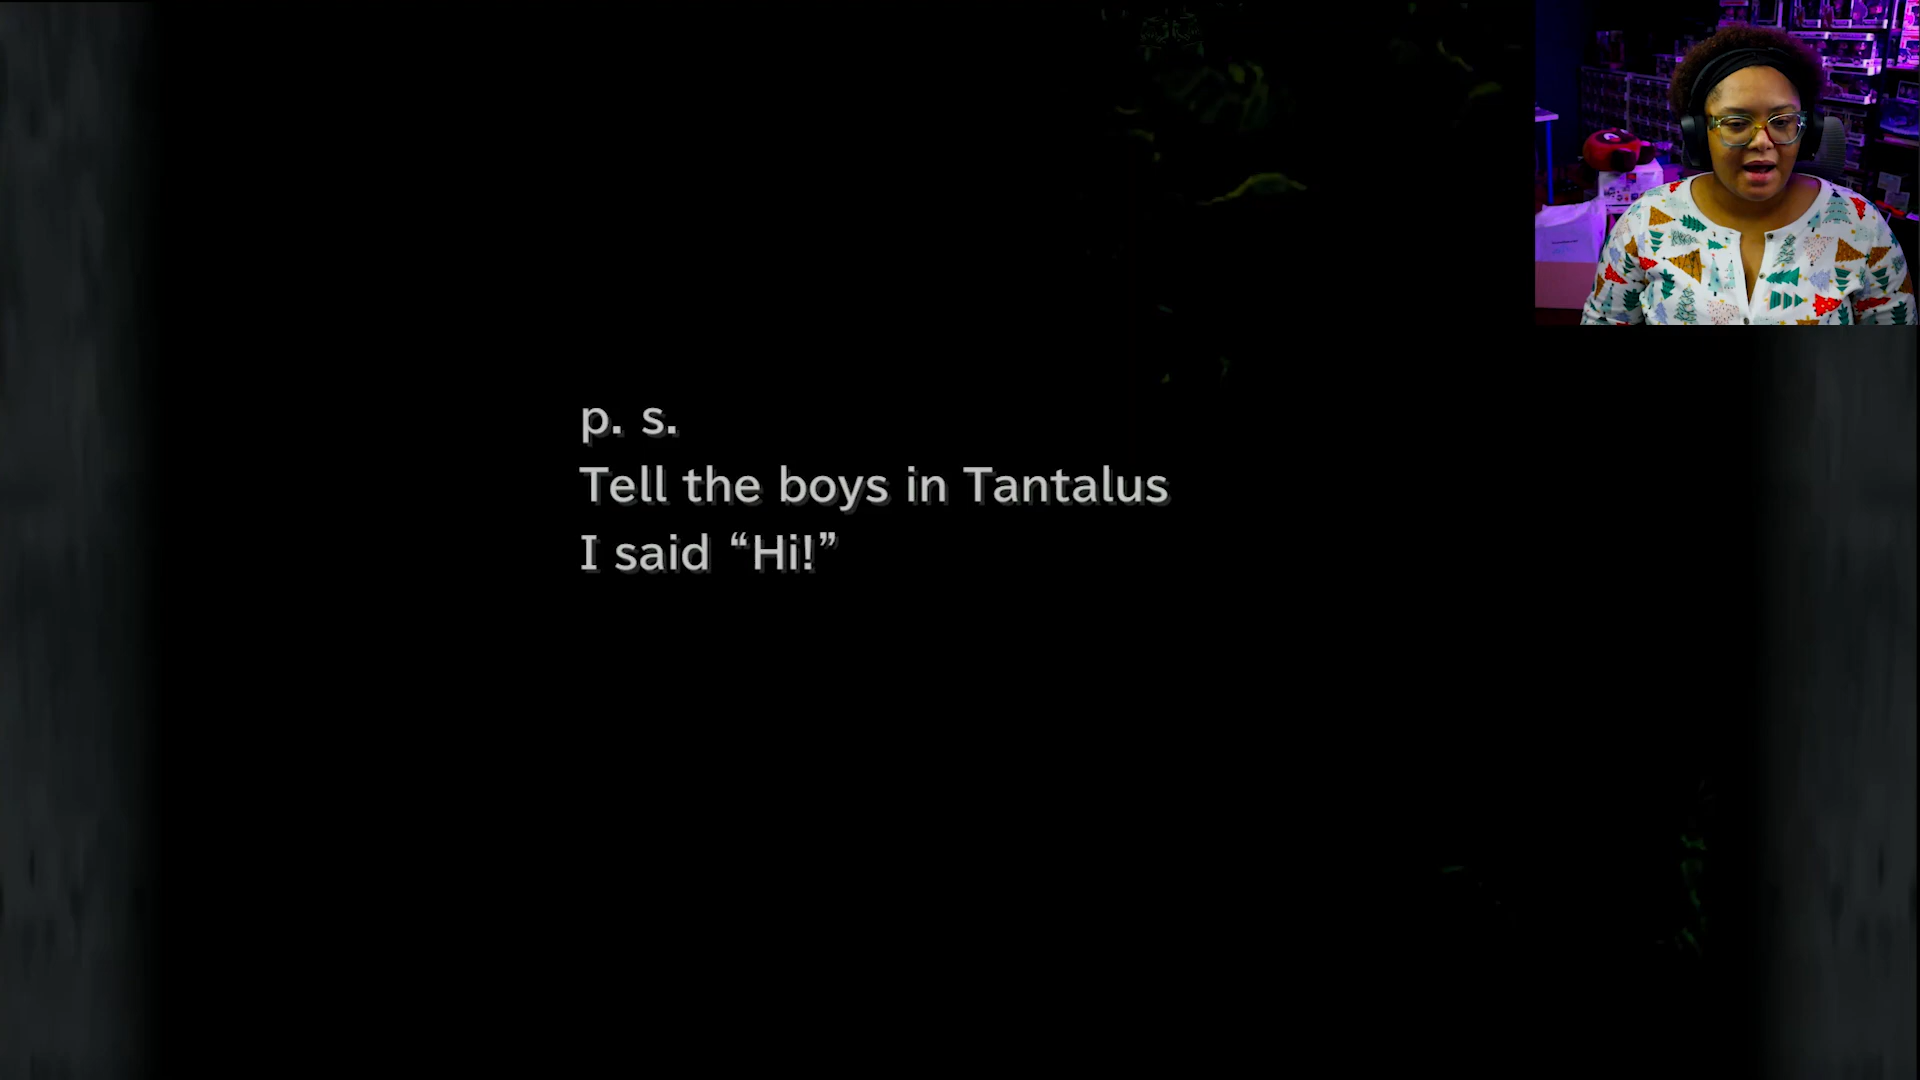 p. s.
Tell the boys in Tantalus
I said “Hi!”